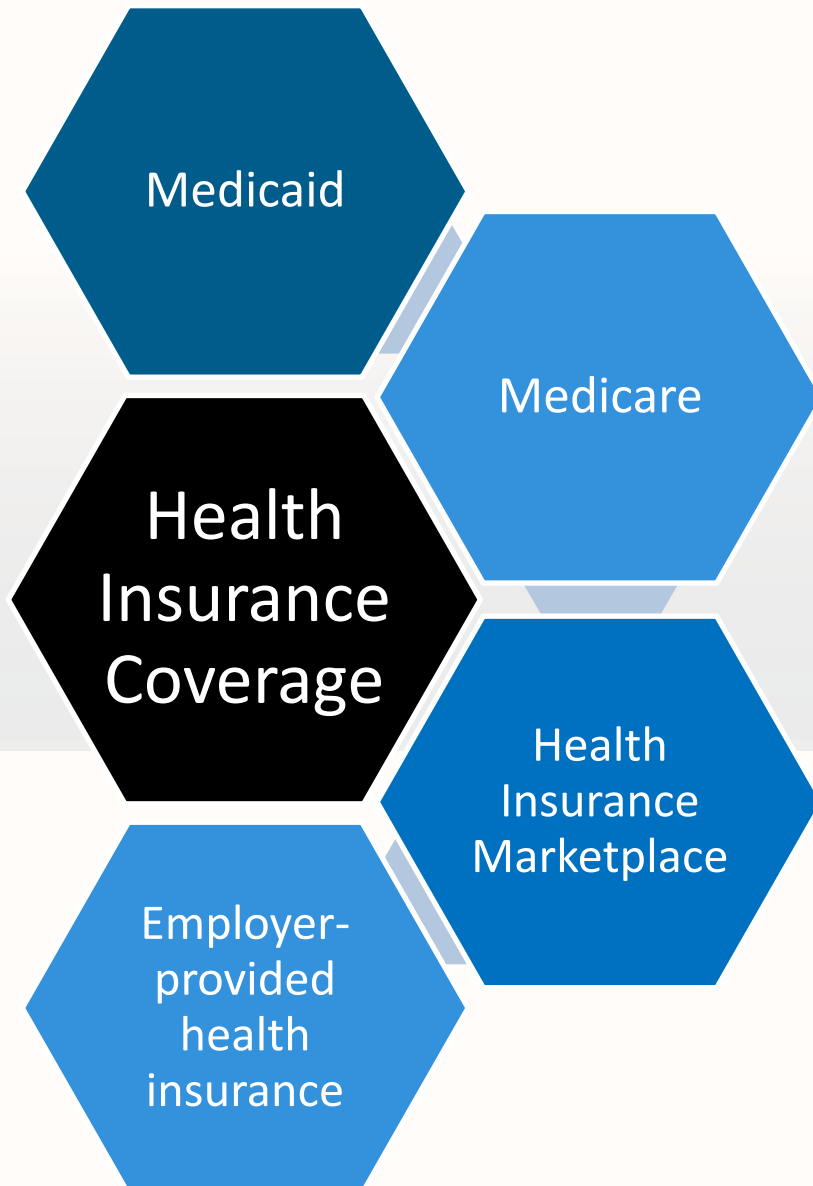 Medicaid
Medicare
Health
Insurance
Coverage
Health
Insurance
Marketplace
Employer-
provided
health
insurance